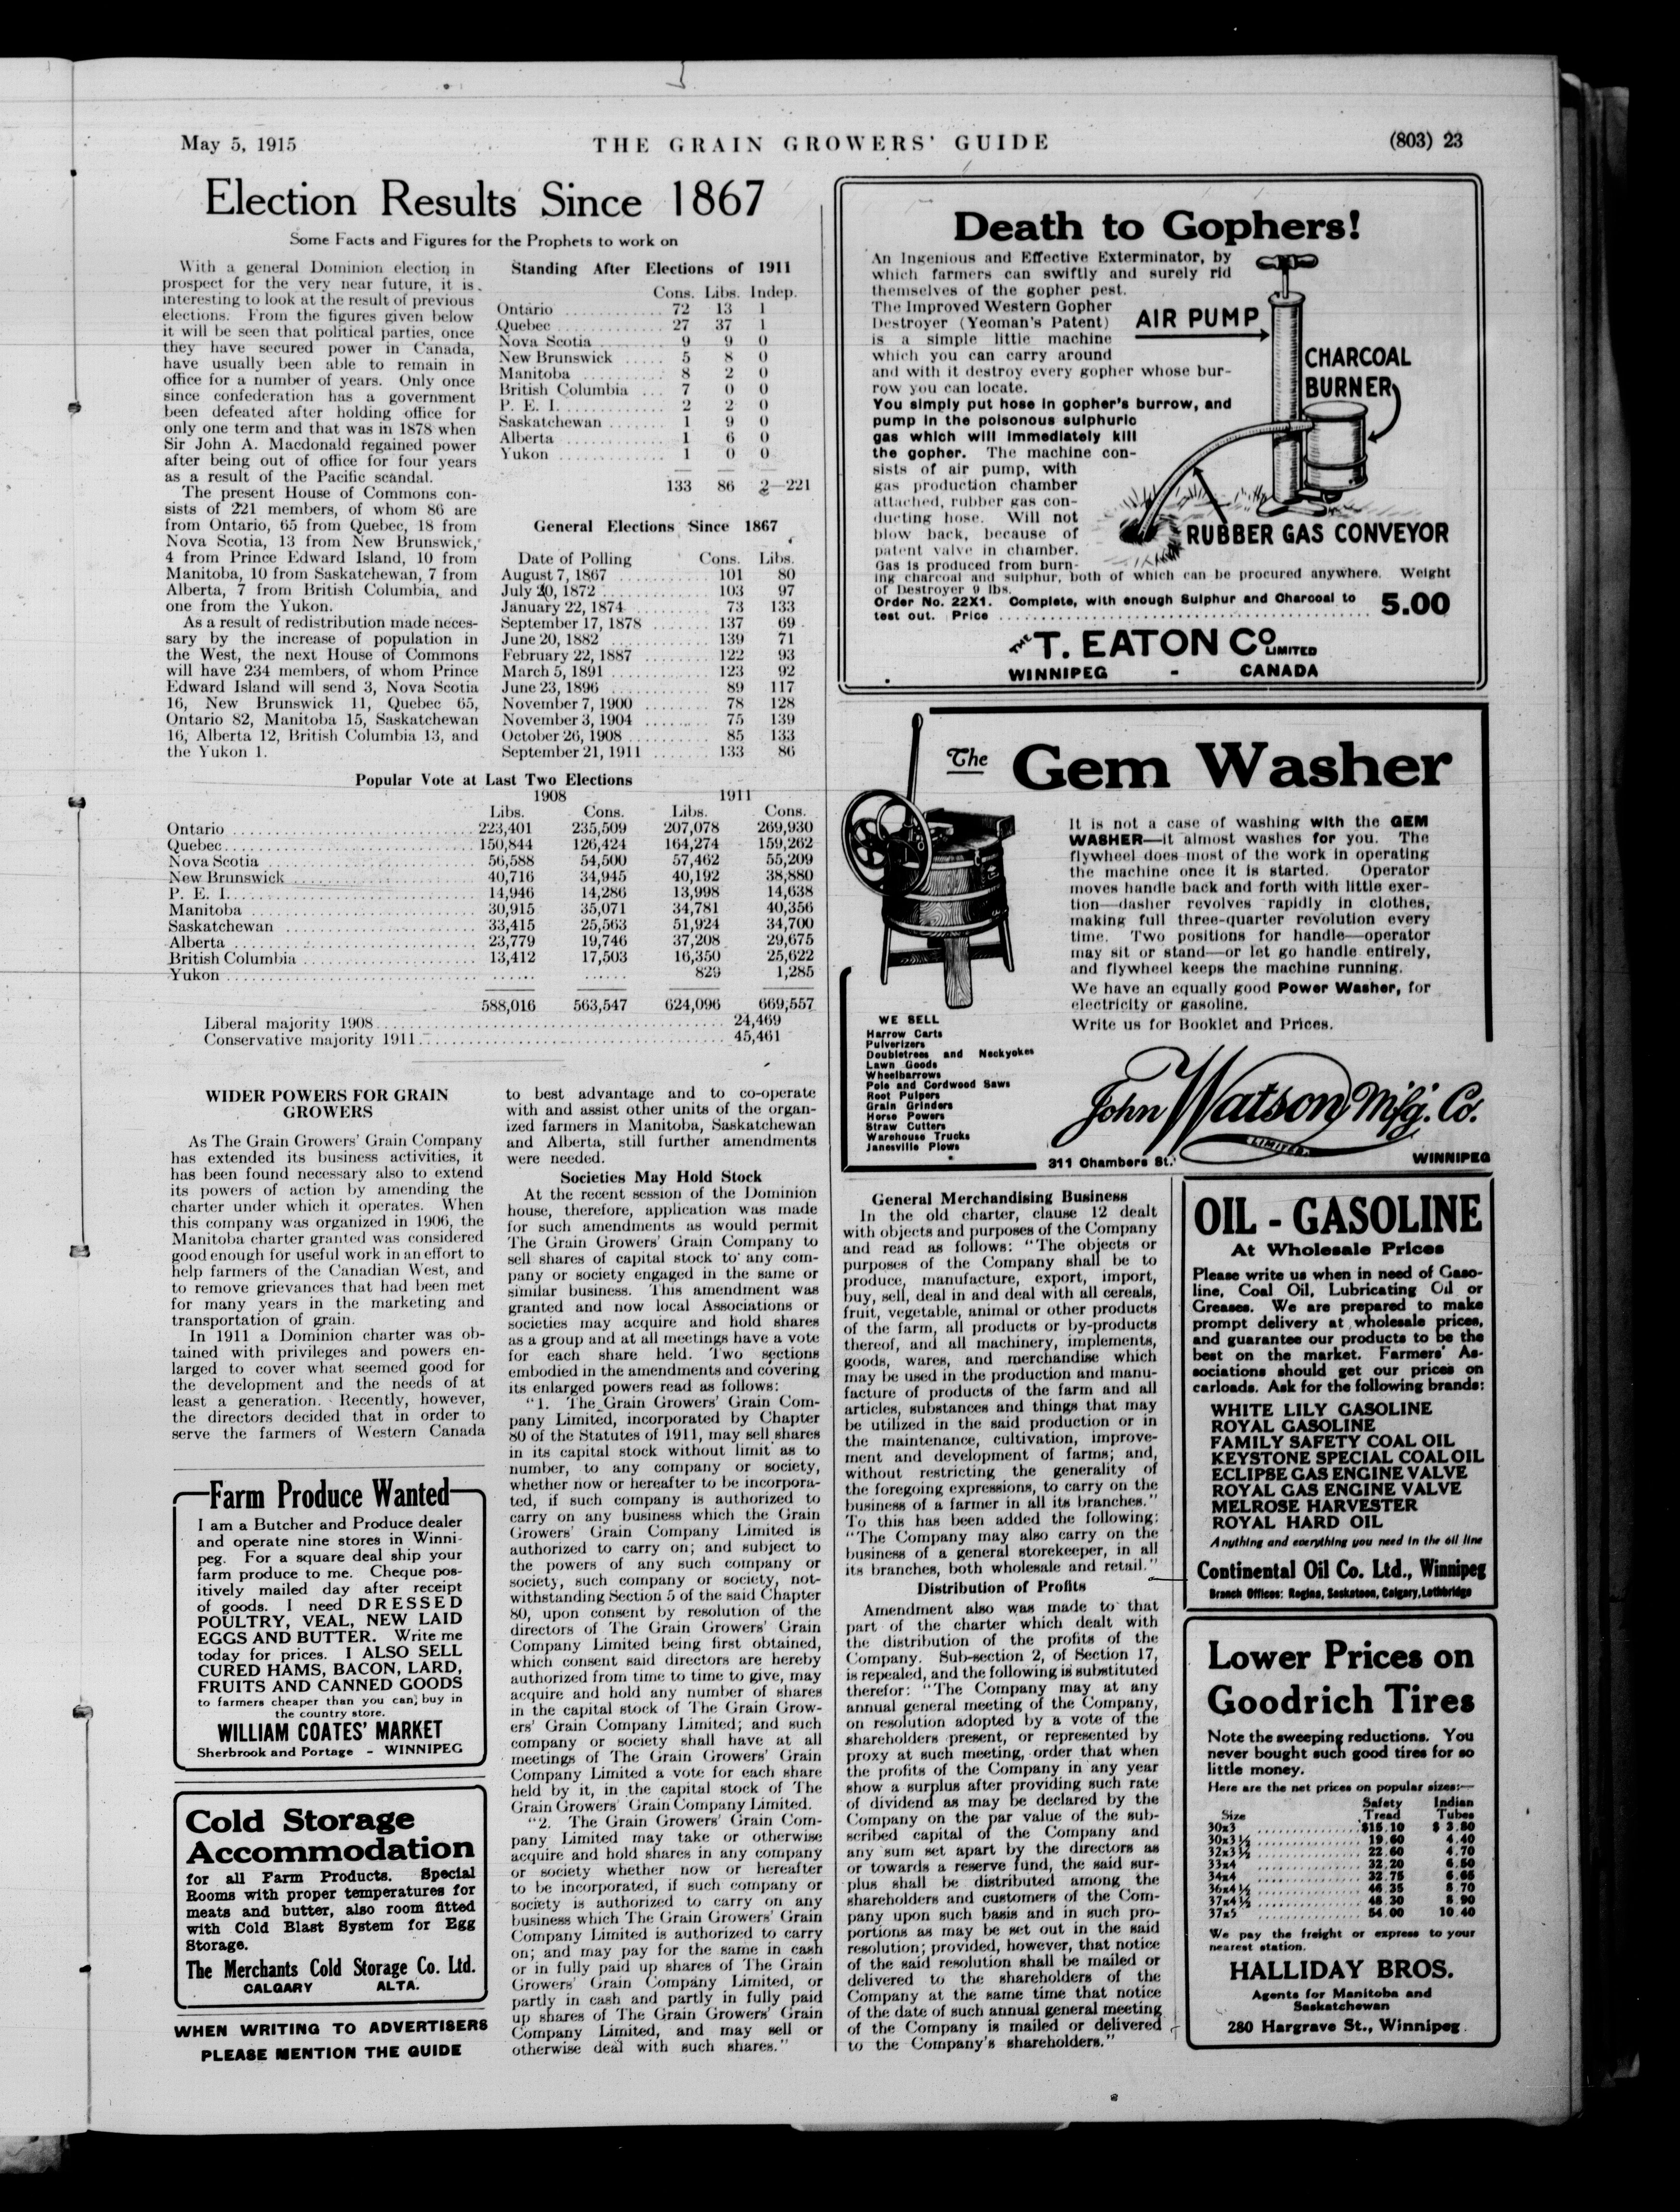 May 5, 1915
THE GRAIN GROWERS' GUIDE
(803) 23
Election Results Since 1867
Some Facts and Figures for the Prophets to work on
With a general Dominion election in
prospect for the very near future, it is
interesting to look at the result of previous
elections. From the figures given below
it will be seen that political parties, once
they have secured power in Canada,
have usually been able to remain in
office for a number of years. Only once
since confederation has a government
been defeated after holding office for
only one term and that was in 1878 when
Sir John A. Macdonald regained power
after being out of office for four years
as a result of the Pacific scandal.
The present House of Commons con-
sists of 221 members, of whom 86 are
from Ontario, 65 from Quebec, 18 from
Nova Scotia, 13 from New Brunswick,
4 from Prince Edward Island, 10 from
Manitoba, 10 from Saskatchewan, 7 from
Alberta, 7 from British Columbia, and
one from the Yukon.
As a result of redistribution made neces-
sary by the increase of population in
the West, the next House of Commons
will have 234 members, of whom Prince
Edward Island will send 3, Nova Scotia
16, New Brunswick 11, Quebec 65,
Ontario 82, Manitoba 15, Saskatchewan
16, Alberta 12, British Columbia 13, and
the Yukon 1.
Standing After Elections of 1911
Cons. Libs. Indep.
Ontario ............ 72 13 1
Quebec ............ 27 37 1
Nova Scotia ......... 9 9 0
New Brunswick ..... 5 8 0
Manitoba .......... 8 2 0
British Columbia ... 7 0 0
P. E. I. ............ 2 2 0
Saskatchewan ....... 1 9 0
Alberta ............ 1 6 0
Yukon ............ 1 0 0
133 86 2—221
General Elections Since 1867
Date of Polling Cons. Libs.
August 7, 1867 .......... 101 80
July 20, 1872 ............ 103 97
January 22, 1874 ........ 73 133
September 17, 1878 ....... 137 69
June 20, 1882 ............ 139 71
February 22, 1887 ........ 122 93
March 5, 1891 ............ 123 92
June 23, 1896 ............ 89 117
November 7, 1900 ........ 78 128
November 3, 1904 ........ 75 139
October 26, 1908 .......... 85 133
September 21, 1911 ....... 133 86
Popular Vote at Last Two Elections
1908 1911
Libs. Cons. Libs. Cons.
Ontario ............ 223,401 235,509 207,078 269,930
Quebec ............ 150,844 126,424 164,274 159,262
Nova Scotia ............ 56,588 54,500 57,462 55,209
New Brunswick ............ 40,716 34,945 40,192 38,880
P. E. I. ............ 14,946 14,286 13,998 14,638
Manitoba ............ 30,915 35,071 34,781 40,356
Saskatchewan ............ 33,415 25,563 51,924 34,700
Alberta ............ 23,779 19,746 37,208 29,675
British Columbia ............ 13,412 17,503 16,350 25,622
Yukon ............ ...... ...... 829 1,285
588,016 563,547 624,096 669,557
Liberal majority 1908 ............ 24,469
Conservative majority 1911 ............ 45,461
WIDER POWERS FOR GRAIN
GROWERS
As The Grain Growers' Grain Company
has extended its business activities, it
has been found necessary also to extend
its powers of action by amending the
charter under which it operates. When
this company was organized in 1906, the
Manitoba charter granted was considered
good enough for useful work in an effort to
help farmers of the Canadian West, and
to remove grievances that had been met
for many years in the marketing and
transportation of grain.
In 1911 a Dominion charter was ob-
tained with privileges and powers en-
larged to cover what seemed good for
the development and the needs of at
least a generation. Recently, however,
the directors decided that in order to
serve the farmers of Western Canada
to best advantage and to co-operate
with and assist other units of the organ-
ized farmers in Manitoba, Saskatchewan
and Alberta, still further amendments
were needed.
Societies May Hold Stock
At the recent session of the Dominion
house, therefore, application was made
for such amendments as would permit
The Grain Growers' Grain Company to
sell shares of capital stock to any com-
pany or society engaged in the same or
similar business. This amendment was
granted and now local Associations or
societies may acquire and hold shares
as a group and at all meetings have a vote
for each share held. Two sections
embodied in the amendments and covering
its enlarged powers read as follows:
"1. The Grain Growers' Grain Com-
pany Limited, incorporated by Chapter
80 of the Statutes of 1911, may sell shares
in its capital stock without limit as to
number, to any company or society,
whether now or hereafter to be incorpora-
ted, if such company is authorized to
carry on any business which the Grain
Growers' Grain Company Limited is
authorized to carry on; and subject to
the powers of any such company or
society, such company or society, not-
withstanding Section 5 of the said Chapter
80, upon consent by resolution of the
directors of The Grain Growers' Grain
Company Limited being first obtained,
which consent said directors are hereby
authorized from time to time to give, may
acquire and hold any number of shares
in the capital stock of The Grain Grow-
ers' Grain Company Limited; and such
company or society shall have at all
meetings of The Grain Growers' Grain
Company Limited a vote for each share
held by it, in the capital stock of The
Grain Growers' Grain Company Limited.
"2. The Grain Growers' Grain Com-
pany Limited may take or otherwise
acquire and hold shares in any company
or society whether now or hereafter
to be incorporated, if such company or
society is authorized to carry on any
business which The Grain Growers' Grain
Company Limited is authorized to carry
on; and may pay for the same in cash
or in fully paid up shares of The Grain
Growers' Grain Company Limited, or
partly in cash and partly in fully paid
up shares of The Grain Growers' Grain
Company Limited, and may sell or
otherwise deal with such shares."
General Merchandising Business
In the old charter, clause 12 dealt
with objects and purposes of the Company
and read as follows: "The objects or
purposes of the Company shall be to
produce, manufacture, export, import,
buy, sell, deal in and deal with all cereals,
fruit, vegetable, animal or other products
of the farm, all products or by-products
thereof, and all machinery, implements,
goods, wares, and merchandise which
may be used in the production and manu-
facture of products of the farm and all
articles, substances and things that may
be utilized in the said production or in
the maintenance, cultivation, improve-
ment and development of farms; and,
without restricting the generality of
the foregoing expressions, to carry on the
business of a farmer in all its branches."
To this has been added the following:
"The Company may also carry on the
business of a general storekeeper, in all
its branches, both wholesale and retail."
Distribution of Profits
Amendment also was made to that
part of the charter which dealt with
the distribution of the profits of the
Company. Sub-section 2, of Section 17,
is repealed, and the following is substituted
therefor: "The Company may at any
annual general meeting of the Company,
on resolution adopted by a vote of the
shareholders present, or represented by
proxy at such meeting, order that when
the profits of the Company in any year
show a surplus after providing such rate
of dividend as may be declared by the
Company on the par value of the sub-
scribed capital of the Company and
any sum set apart by the directors as
or towards a reserve fund, the said sur-
plus shall be distributed among the
shareholders and customers of the Com-
pany upon such basis and in such pro-
portions as may be set out in the said
resolution; provided, however, that notice
of the said resolution shall be mailed or
delivered to the shareholders of the
Company at the same time that notice
of the date of such annual general meeting
of the Company is mailed or delivered
to the Company's shareholders."
Farm Produce Wanted
I am a Butcher and Produce dealer
and operate nine stores in Winni-
peg. For a square deal ship your
farm produce to me. Cheque pos-
itively mailed day after receipt
of goods. I need DRESSED
POULTRY, VEAL, NEW LAID
EGGS AND BUTTER. Write me
today for prices. I ALSO SELL
CURED HAMS, BACON, LARD,
FRUITS AND CANNED GOODS
to farmers cheaper than you can buy in
the country store.
WILLIAM COATES' MARKET
Sherbrook and Portage - WINNIPEG
Cold Storage
Accommodation
for all Farm Products. Special
Rooms with proper temperatures for
meats and butter, also room fitted
with Cold Blast System for Egg
Storage.
The Merchants Cold Storage Co. Ltd.
CALGARY ALTA.
WHEN WRITING TO ADVERTISERS
PLEASE MENTION THE GUIDE
Death to Gophers!
An Ingenious and Effective Exterminator, by
which farmers can swiftly and surely rid
themselves of the gopher pest.
The Improved Western Gopher
Destroyer (Yeoman's Patent)
is a simple little machine
which you can carry around
and with it destroy every gopher whose bur-
row you can locate.
You simply put hose in gopher's burrow, and
pump in the poisonous sulphuric
gas which will immediately kill
the gopher. The machine con-
sists of air pump, with
gas production chamber
attached, rubber gas con-
ducting hose. Will not
blow back, because of
patent valve in chamber.
Gas is produced from burn-
ing charcoal and sulphur, both of which can be procured anywhere. Weight
of Destroyer 9 lbs.
Order No. 22X1. Complete, with enough Sulphur and Charcoal to
test out. Price ............ 5.00
AIR PUMP
CHARCOAL
BURNER
RUBBER GAS CONVEYOR
THE T. EATON CO. LIMITED
WINNIPEG - CANADA
The Gem Washer
It is not a case of washing with the GEM
WASHER—it almost washes for you. The
flywheel does most of the work in operating
the machine once it is started. Operator
moves handle back and forth with little exer-
tion—dasher revolves rapidly in clothes,
making full three-quarter revolution every
time. Two positions for handle—operator
may sit or stand—or let go handle entirely,
and flywheel keeps the machine running.
We have an equally good Power Washer, for
electricity or gasoline.
Write us for Booklet and Prices.
WE SELL
Harrow Carts
Pulverizers
Doubletrees and Neckyokes
Lawn Goods
Wheelbarrows
Pole and Cordwood Saws
Root Pulpers
Grain Grinders
Horse Powers
Straw Cutters
Warehouse Trucks
Janesville Plows
John Watson Mfg. Co.
LIMITED
311 Chambers St.
WINNIPEG
OIL - GASOLINE
At Wholesale Prices
Please write us when in need of Gaso-
line, Coal Oil, Lubricating Oil or
Greases. We are prepared to make
prompt delivery at wholesale prices,
and guarantee our products to be the
best on the market. Farmers' As-
sociations should get our prices on
carloads. Ask for the following brands:
WHITE LILY GASOLINE
ROYAL GASOLINE
FAMILY SAFETY COAL OIL
KEYSTONE SPECIAL COAL OIL
ECLIPSE GAS ENGINE VALVE
ROYAL GAS ENGINE VALVE
MELROSE HARVESTER
ROYAL HARD OIL
Anything and everything you need in the oil line
Continental Oil Co. Ltd., Winnipeg
Branch Offices: Regina, Saskatoon, Calgary, Lethbridge
Lower Prices on
Goodrich Tires
Note the sweeping reductions. You
never bought such good tires for so
little money.
Here are the net prices on popular sizes:—
Safety Indian
Size Tread Tubes
30x3 ............ $15.10 $ 3.80
30x3½ ............ 19.60 4.40
32x3½ ............ 22.60 4.70
33x4 ............ 32.20 6.50
34x4 ............ 32.75 6.65
36x4½ ............ 46.35 8.70
37x4½ ............ 48.30 8.90
37x5 ............ 54.00 10.40
We pay the freight or express to your
nearest station.
HALLIDAY BROS.
Agents for Manitoba and
Saskatchewan
280 Hargrave St., Winnipeg